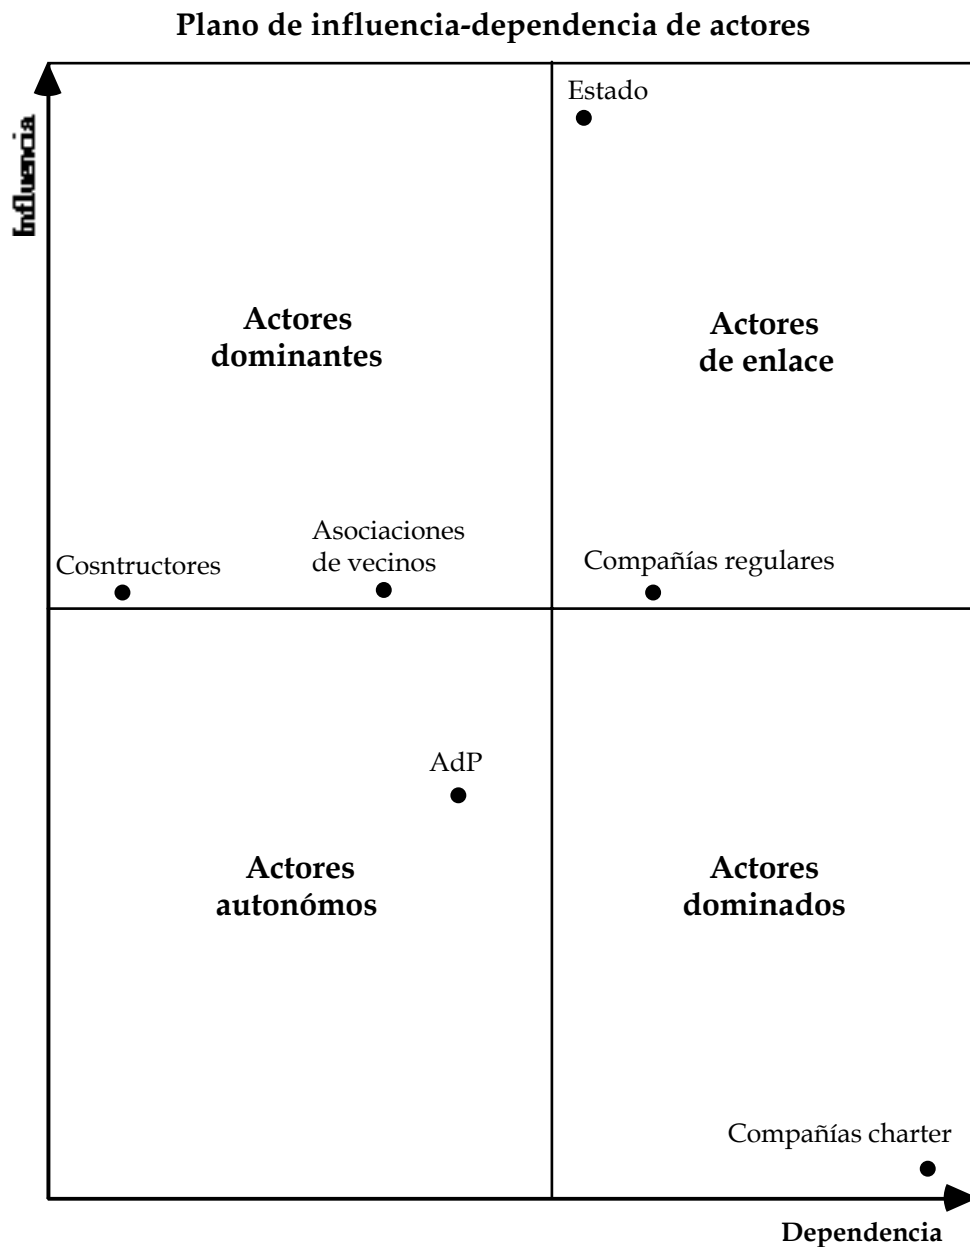 Plano de influencia-dependencia de actores
Influencia
Estado
Actores
dominantes
Actores
de enlace
Cosntructores
Asociaciones
de vecinos
Compañías regulares
AdP
Actores
autonómos
Actores
dominados
Compañías charter
Dependencia